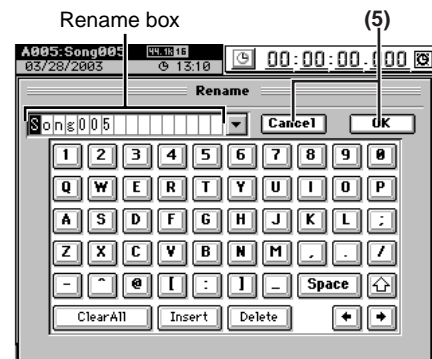 Rename box (5)
A005:Song005 44.1k 16
03/28/2003 13:10 00:00:00.000
Rename
Song005 Cancel OK
1 2 3 4 5 6 7 8 9 0
Q W E R T Y U I O P
A S D F G H J K L ;
Z X C V B N M , . /
- ^ @ [ : ] _ Space
ClearAll Insert Delete